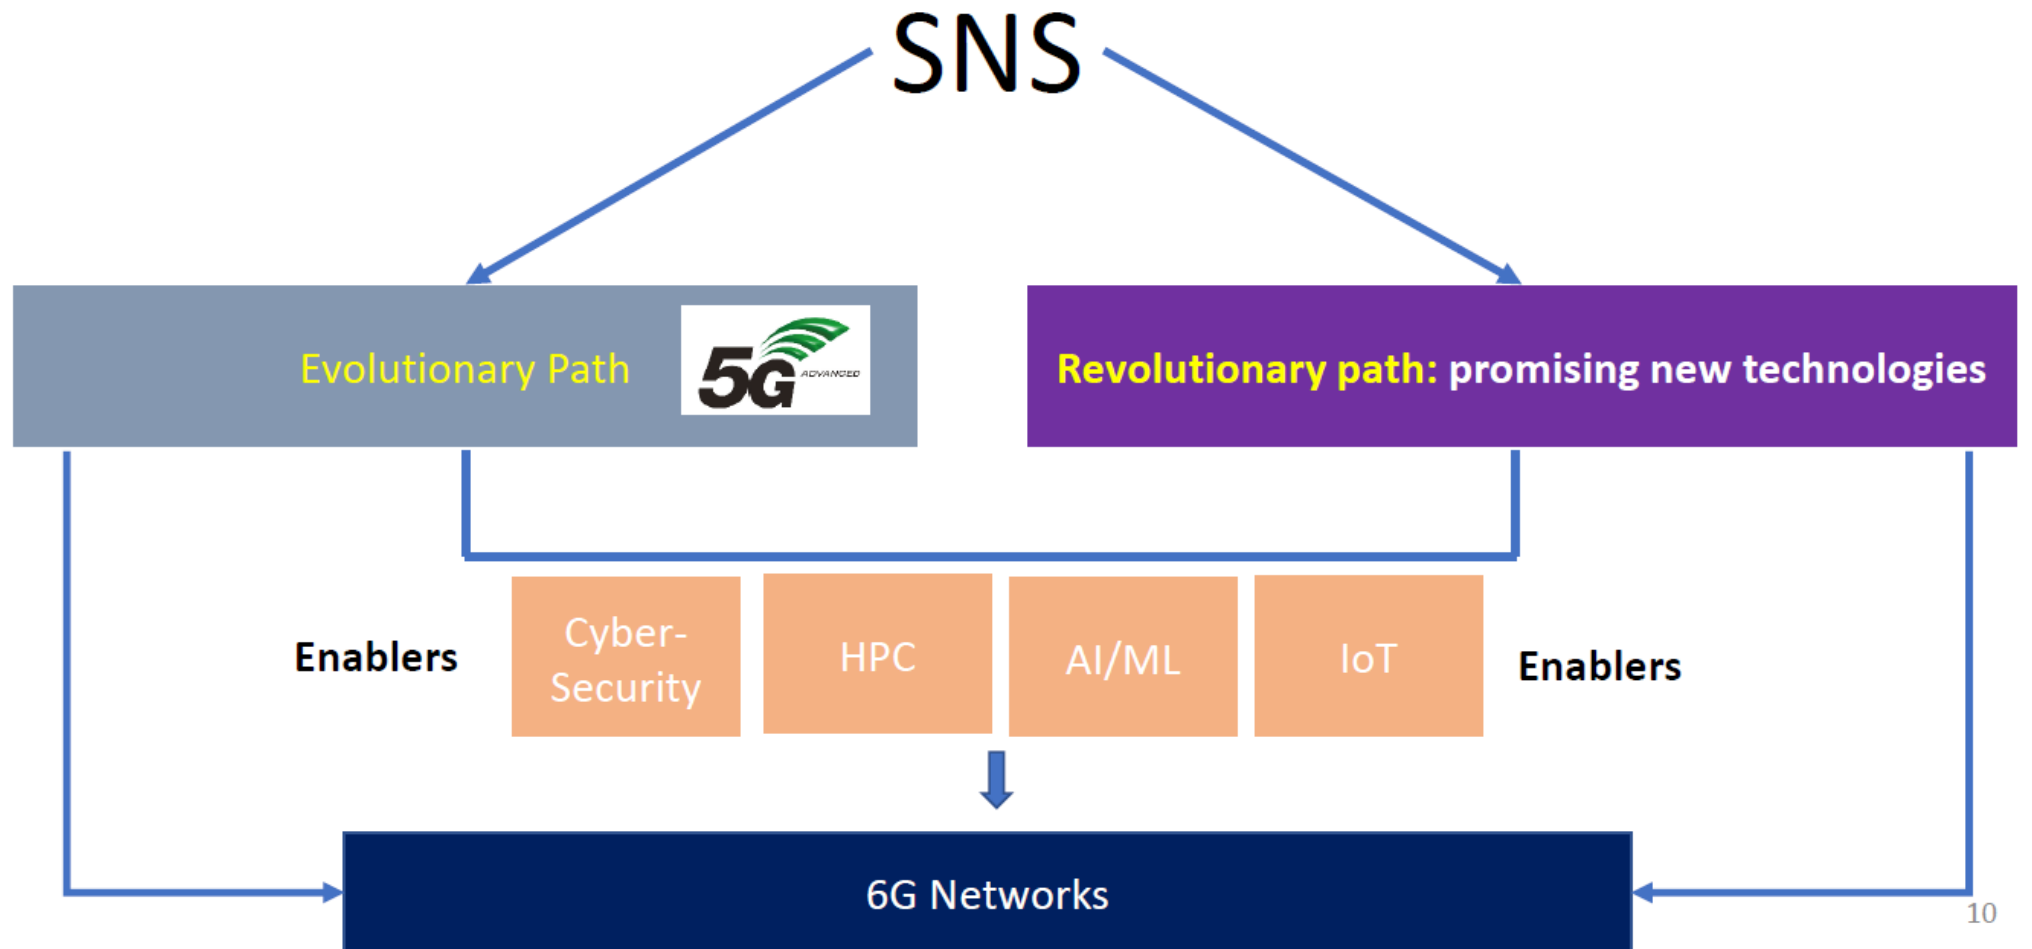 SNS
Evolutionary Path
5G
ADVANCED
Revolutionary path: promising new technologies
Enablers
Cyber-
Security
HPC
AI/ML
IoT
Enablers
6G Networks
10